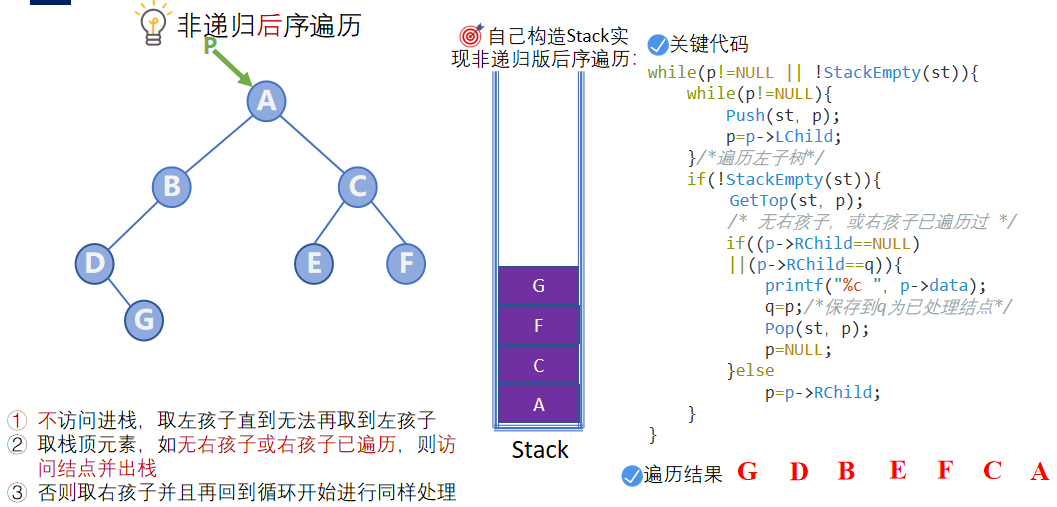 非递归后序遍历
P
A
B
C
D
E
F
G
① 不访问进栈，取左孩子直到无法再取到左孩子
② 取栈顶元素，如无右孩子或右孩子已遍历，则访
问结点并出栈
③ 否则取右孩子并且再回到循环开始进行同样处理
自己构造Stack实
现非递归版后序遍历：
G
F
C
A
Stack
关键代码
while(p!=NULL || !StackEmpty(st)){
while(p!=NULL){
Push(st, p);
p=p->LChild;
}/*遍历左子树*/
if(!StackEmpty(st)){
GetTop(st, p);
/* 无右孩子，或右孩子已遍历过 */
if((p->RChild==NULL)
||(p->RChild==q)){
printf("%c ", p->data);
q=p;/*保存到q为已处理结点*/
Pop(st, p);
p=NULL;
}else
p=p->RChild;
}
}
遍历结果 G D B E F C A